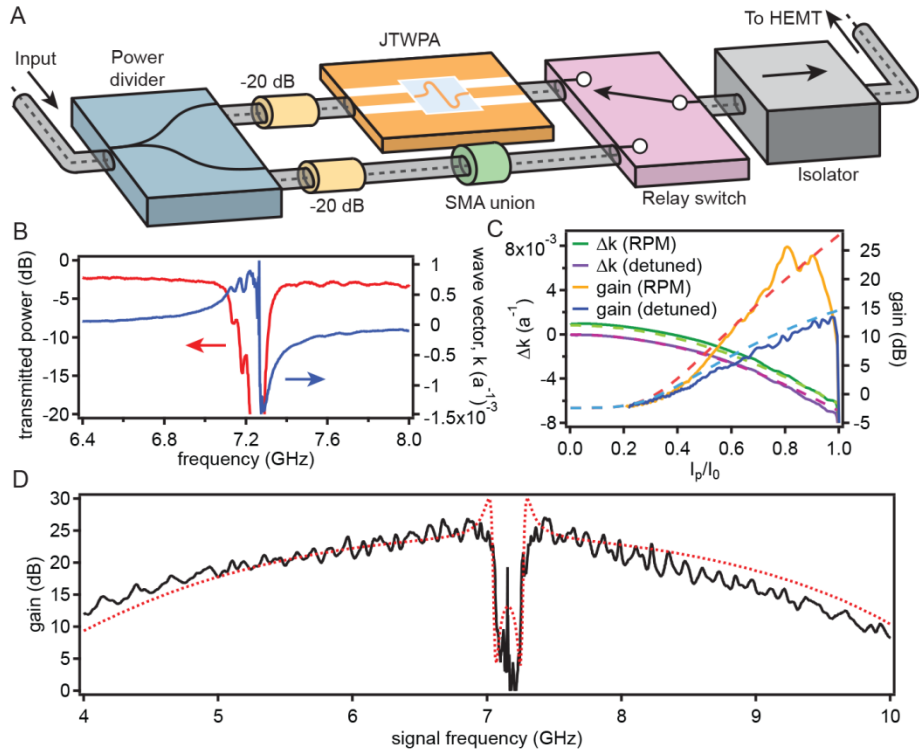 A
Input
Power
divider
-20 dB
-20 dB
JTWPA
SMA union
Relay switch
To HEMT
Isolator
B
transmitted power (dB)
0
-5
-10
-15
-20
6.4
6.8
7.2
7.6
8.0
frequency (GHz)
1
0.5
0
-0.5
-1
-1.5x10⁻³
wave vector, k (a⁻¹)
C
8x10⁻³
4
0
-4
-8
Δk (a⁻¹)
Δk (RPM)
Δk (detuned)
gain (RPM)
gain (detuned)
25
20
15
10
5
0
-5
gain (dB)
0.0
0.2
0.4
0.6
0.8
1.0
Iₚ/I₀
D
30
25
20
15
10
5
0
gain (dB)
4
5
6
7
8
9
10
signal frequency (GHz)